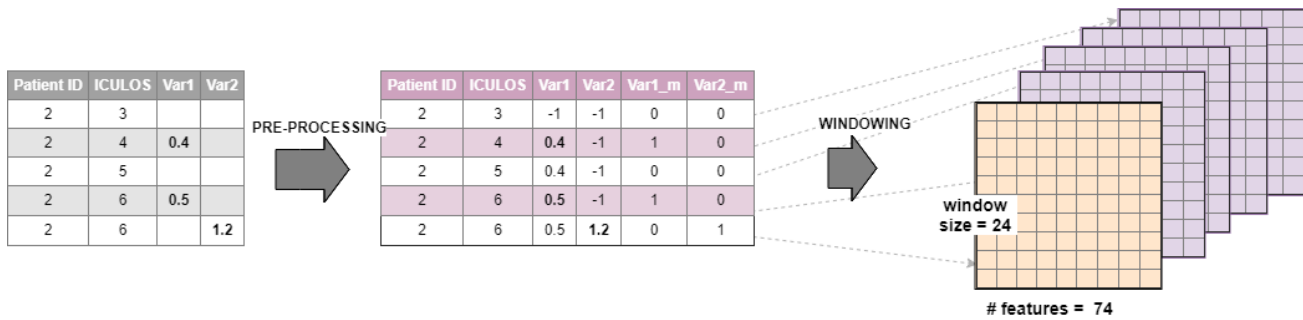 Patient ID ICULOS Var1 Var2
2 3
2 4 0.4
2 5
2 6 0.5
2 6 1.2
PRE-PROCESSING
Patient ID ICULOS Var1 Var2 Var1_m Var2_m
2 3 -1 -1 0 0
2 4 0.4 -1 1 0
2 5 0.4 -1 0 0
2 6 0.5 -1 1 0
2 6 0.5 1.2 0 1
WINDOWING
window
size = 24
# features = 74